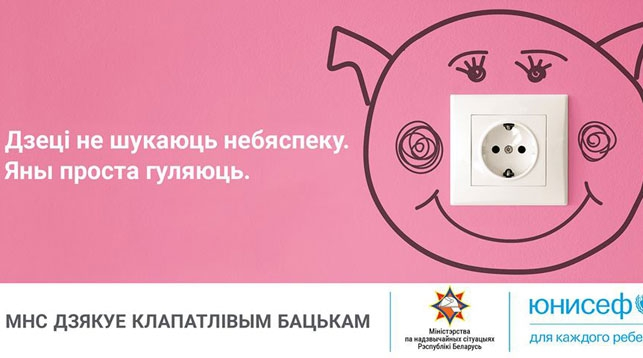 Дзеці не шукаюць небяспеку.
Яны проста гуляюць.
МНС ДЗЯКУЕ КЛАПАТЛІВЫМ БАЦЬКАМ
Міністэрства
па надзвычайных сітуацыях
Рэспублікі Беларусь
ЮНИСЕФ
для каждого ребе